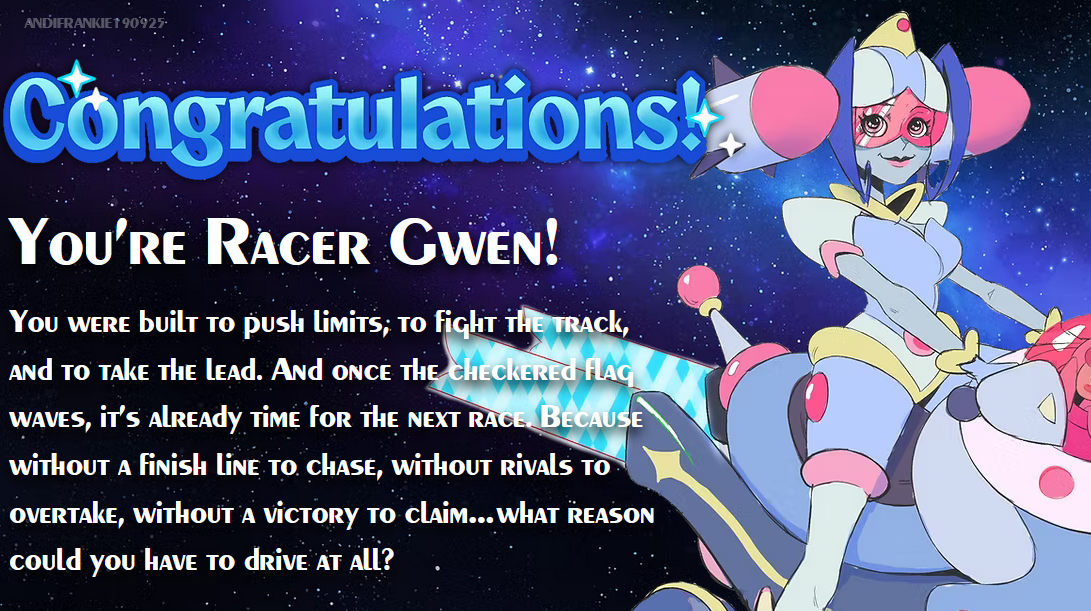 ANDIFRANKIE190925
Congratulations!
You're Racer Gwen!
You were built to push limits, to fight the track,
and to take the lead. And once the checkered flag
waves, it's already time for the next race. Because
without a finish line to chase, without rivals to
overtake, without a victory to claim...what reason
could you have to drive at all?